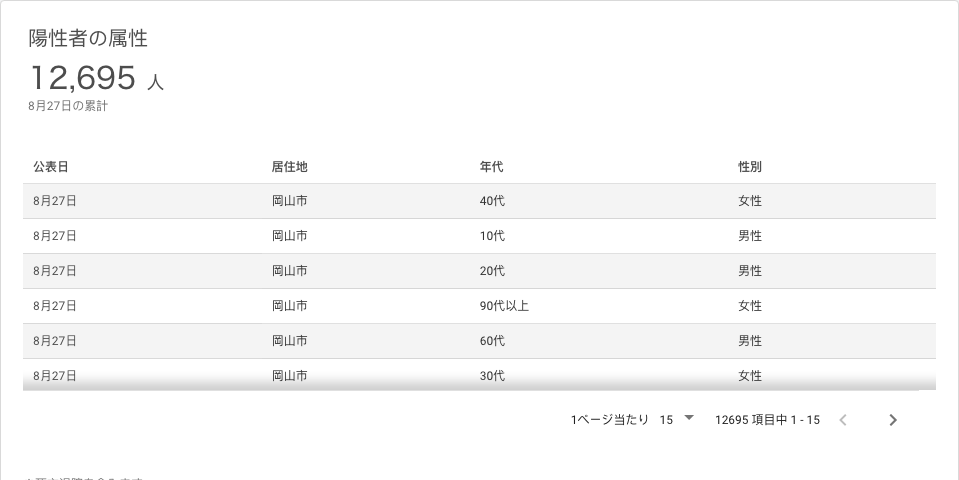 陽性者の属性
12,695 人
8月27日の累計
公表日 居住地 年代 性別
8月27日 岡山市 40代 女性
8月27日 岡山市 10代 男性
8月27日 岡山市 20代 男性
8月27日 岡山市 90代以上 女性
8月27日 岡山市 60代 男性
8月27日 岡山市 30代 女性
1ページ当たり 15 12695 項目中 1 - 15